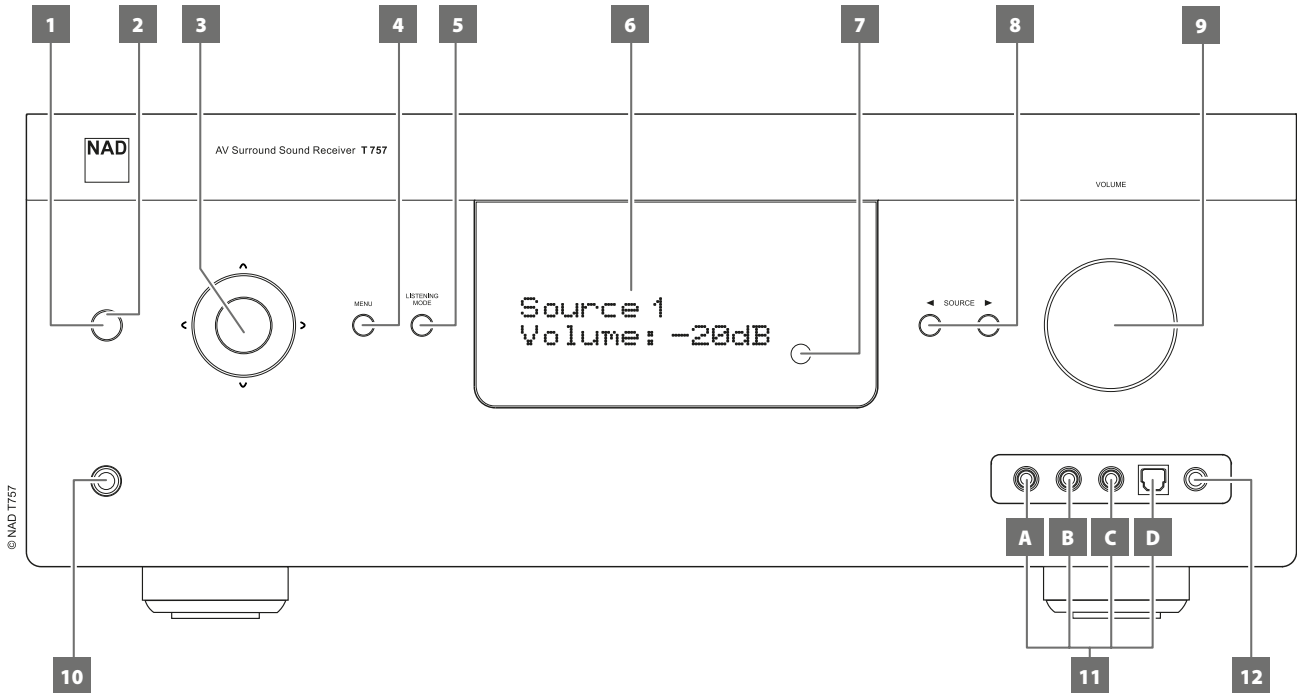 1 2 3 4 5 6 7 8 9
NAD
AV Surround Sound Receiver T 757
VOLUME
MENU
LISTENING
MODE
Source 1
Volume: -20dB
◄ SOURCE ►
© NAD T757
A B C D
10 11 12